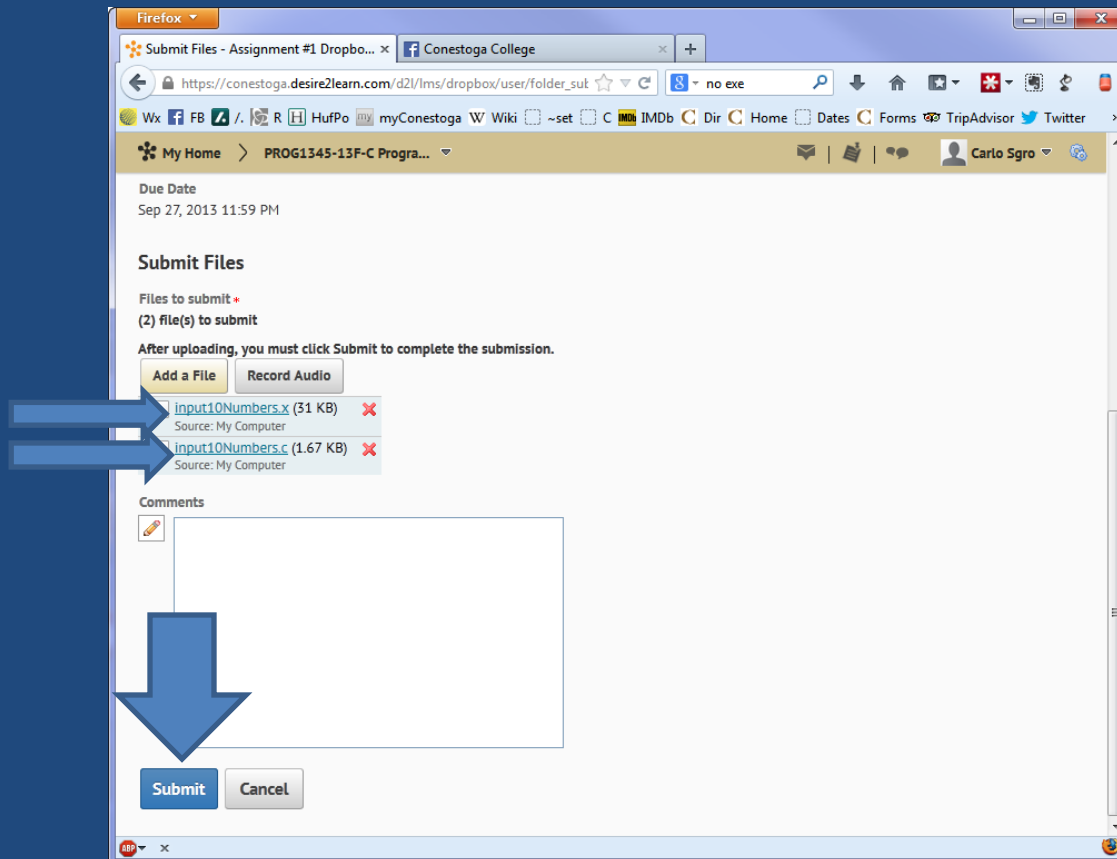 Firefox
Submit Files - Assignment #1 Dropbo... × f Conestoga College × +
https://conestoga.desire2learn.com/d2l/lms/dropbox/user/folder_sub 8 no exe
Wx f FB /. R H HufPo my myConestoga W Wiki ~set C IMDb IMDb C Dir C Home Dates C Forms TripAdvisor Twitter
My Home > PROG1345-13F-C Progra... Carlo Sgro
Due Date
Sep 27, 2013 11:59 PM
Submit Files
Files to submit *
(2) file(s) to submit
After uploading, you must click Submit to complete the submission.
Add a File Record Audio
input10Numbers.x (31 KB)
Source: My Computer
input10Numbers.c (1.67 KB)
Source: My Computer
Comments
Submit Cancel
ABP ×